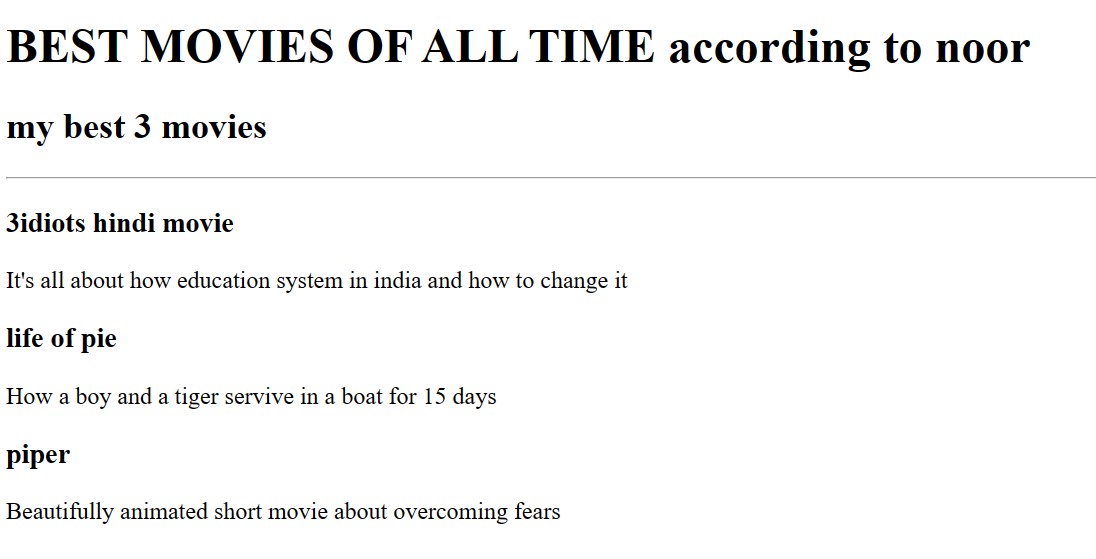 BEST MOVIES OF ALL TIME according to noor
my best 3 movies
3idiots hindi movie
It's all about how education system in india and how to change it
life of pie
How a boy and a tiger servive in a boat for 15 days
piper
Beautifully animated short movie about overcoming fears